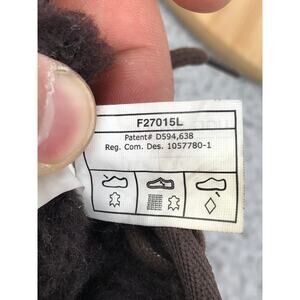 F27015L
Patent# D594,638
Reg. Com. Des. 1057780-1